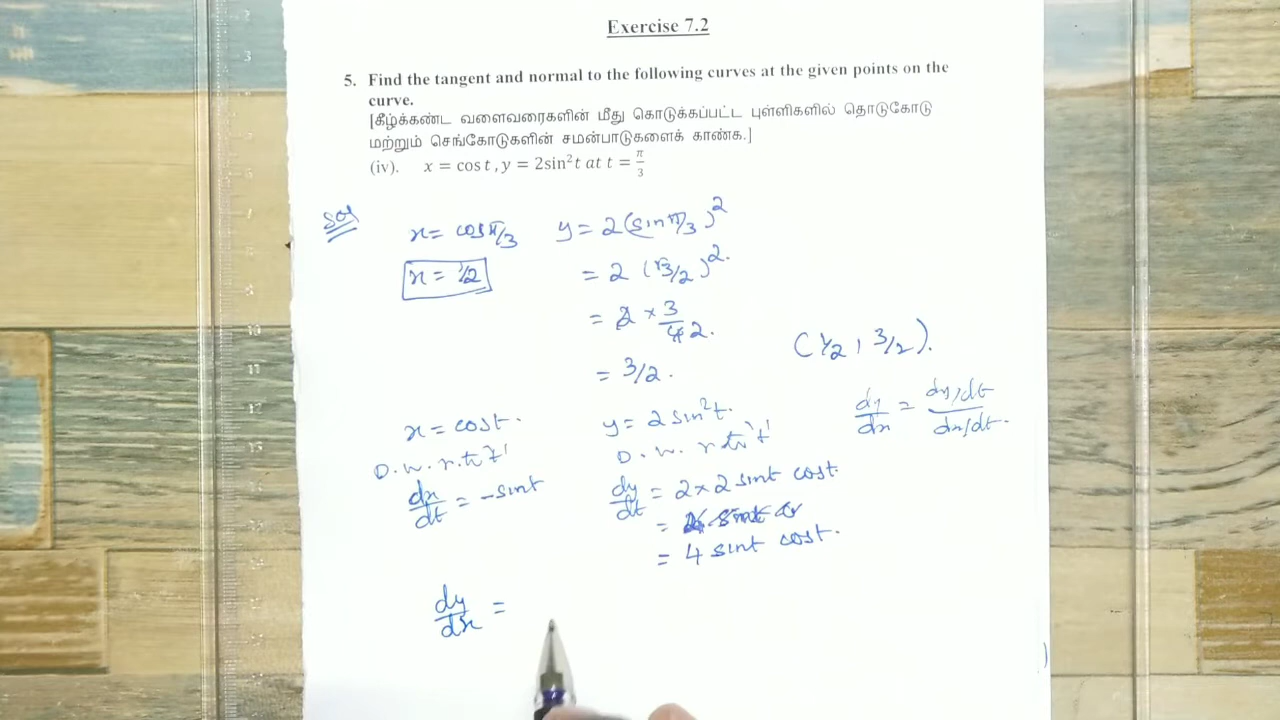 Exercise 7.2
5. Find the tangent and normal to the following curves at the given points on the
curve.
[கீழ்க்கண்ட வளைவரைகளின் மீது கொடுக்கப்பட்ட புள்ளிகளில் தொடுகோடு
மற்றும் செங்கோடுகளின் சமன்பாடுகளைக் காண்க.]
(iv). x = cos t , y = 2sin²t at t = π/3
Sol
x = cos π/3 y = 2(sin π/3)²
x = 1/2 = 2 (√3/2)².
= 2 × 3/4 2.
(1/2, 3/2).
= 3/2.
x = cost. y = 2 sin²t. dy/dx = dy/dt / dx/dt.
D.w.r.to 't' D.w.r.to 't'
dx/dt = -sint dy/dt = 2×2 sint cost.
= 4 sint cost.
dy/dx =